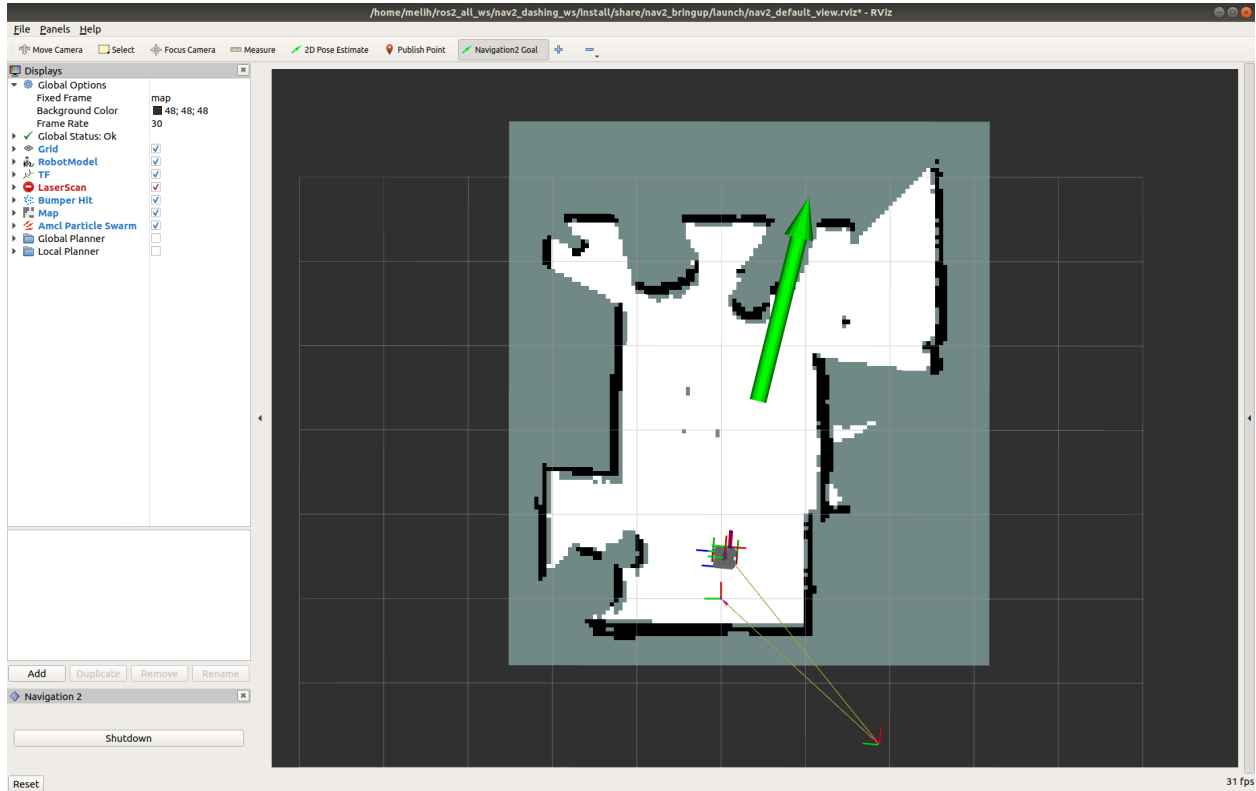 /home/melih/ros2_all_ws/nav2_dashing_ws/install/share/nav2_bringup/launch/nav2_default_view.rviz* - RViz
File Panels Help
Move Camera Select Focus Camera Measure 2D Pose Estimate Publish Point Navigation2 Goal
Displays
Global Options
Fixed Frame map
Background Color 48; 48; 48
Frame Rate 30
Global Status: Ok
Grid
RobotModel
TF
LaserScan
Bumper Hit
Map
Amcl Particle Swarm
Global Planner
Local Planner
Add Duplicate Remove Rename
Navigation 2
Shutdown
Reset 31 fps